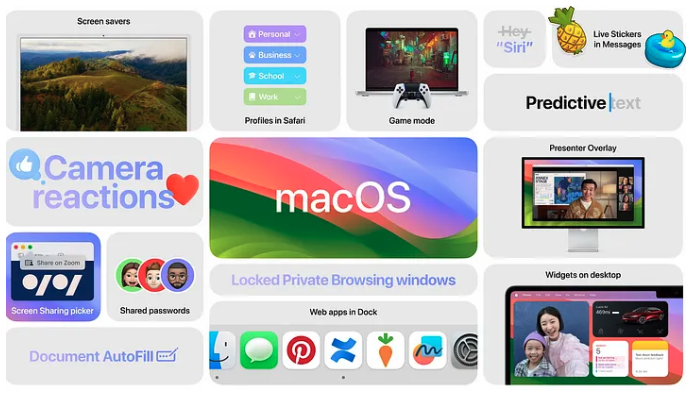 Screen savers
Personal
Business
School
Work
Profiles in Safari
Game mode
Hey
"Siri"
Live Stickers
in Messages
Predictive text
Camera
reactions
macOS
Presenter Overlay
Share on Zoom
Screen Sharing picker
Shared passwords
Locked Private Browsing windows
Web apps in Dock
Widgets on desktop
Document AutoFill